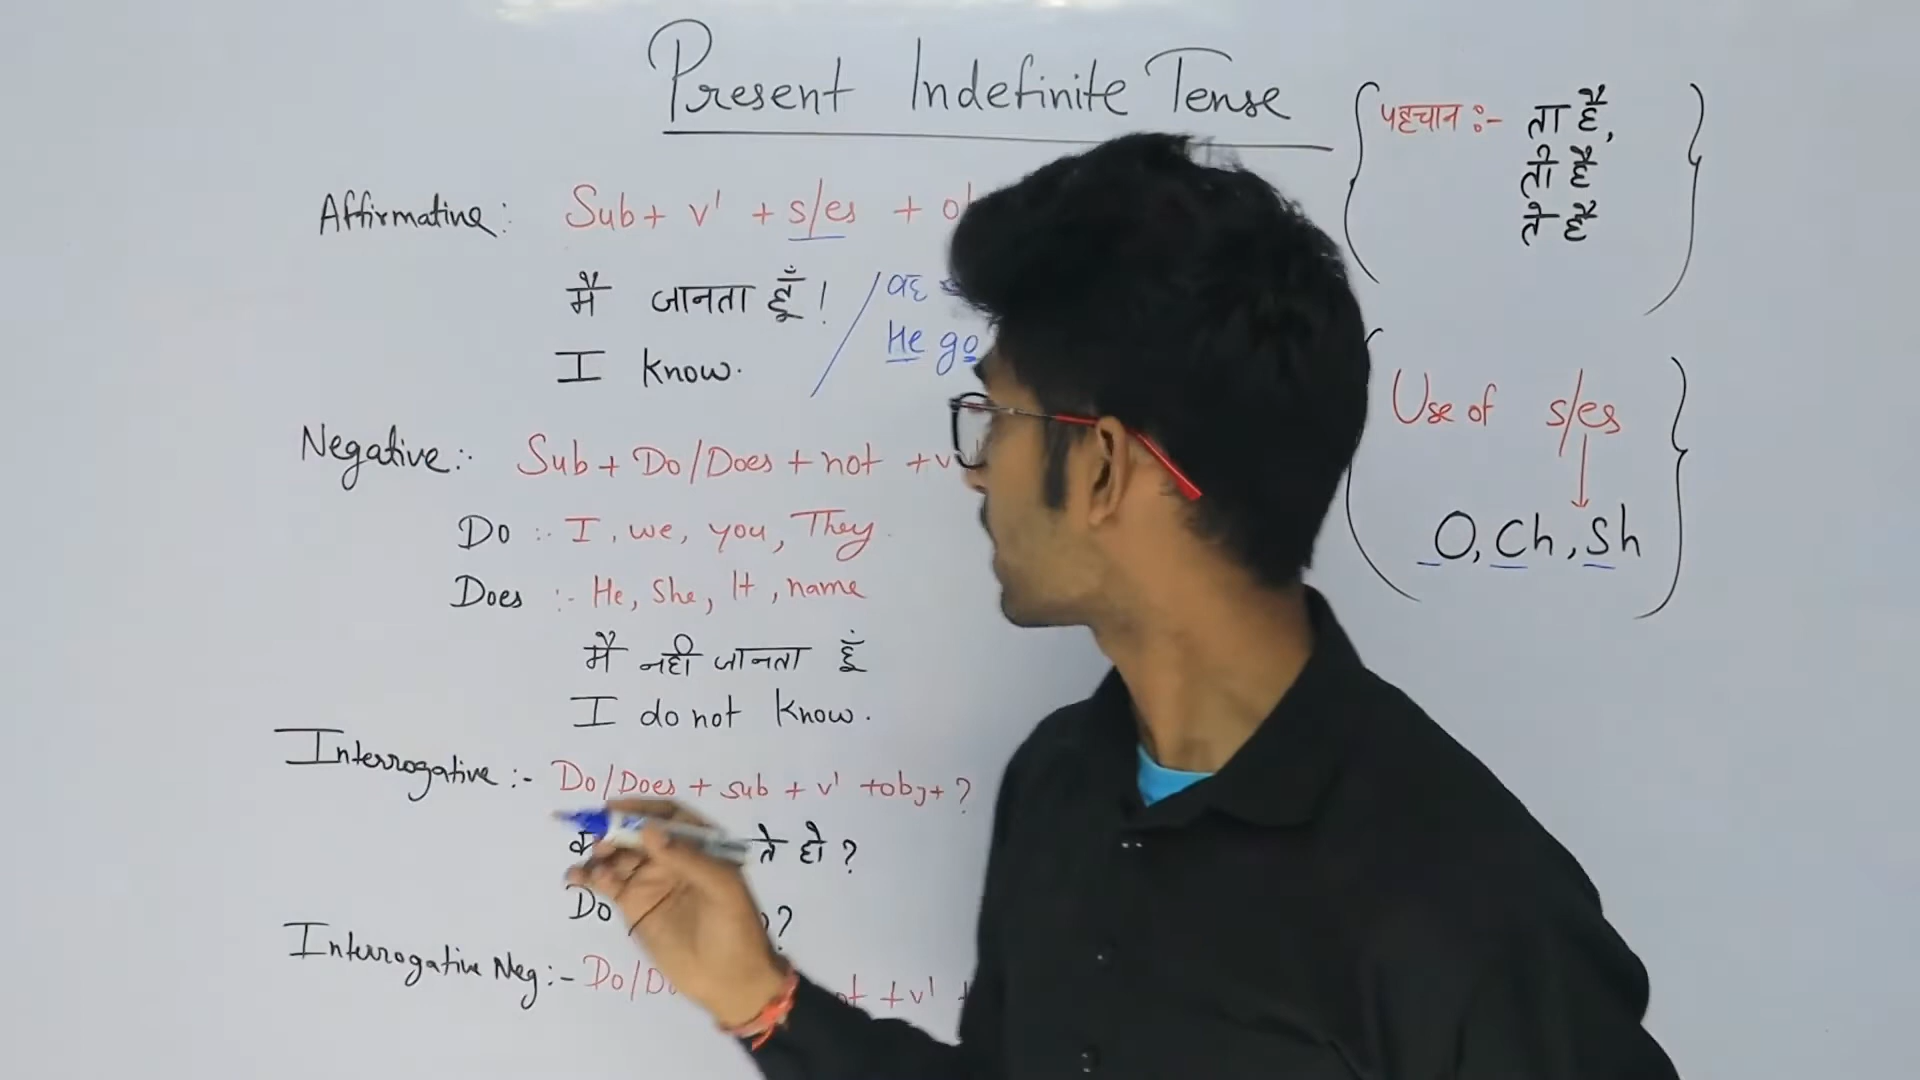 Present Indefinite Tense
Affirmative: Sub + v' + s/es +
मैं जानता हूँ!
I know.
/ वह
He go
Negative:- Sub + Do/Does + not + v
Do :- I, we, you, They.
Does :- He, She, It, name
मैं नही जानता हूं
I do not know.
Interrogative :- Do/Does + sub + v' + obj + ?
ते हो ?
Do ?
Interrogative Neg :- Do/ + v' +
पहचान :- ता है,
ती है
ते हैं
Use of s/es
O, Ch, Sh